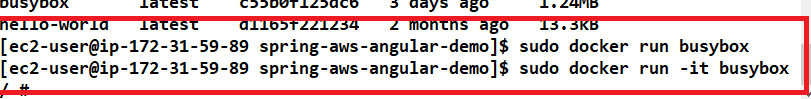 busybox latest c55b0f125dc6 3 days ago 1.24MB
hello-world latest d1165f221234 2 months ago 13.3kB
[ec2-user@ip-172-31-59-89 spring-aws-angular-demo]$ sudo docker run busybox
[ec2-user@ip-172-31-59-89 spring-aws-angular-demo]$ sudo docker run -it busybox
/ #